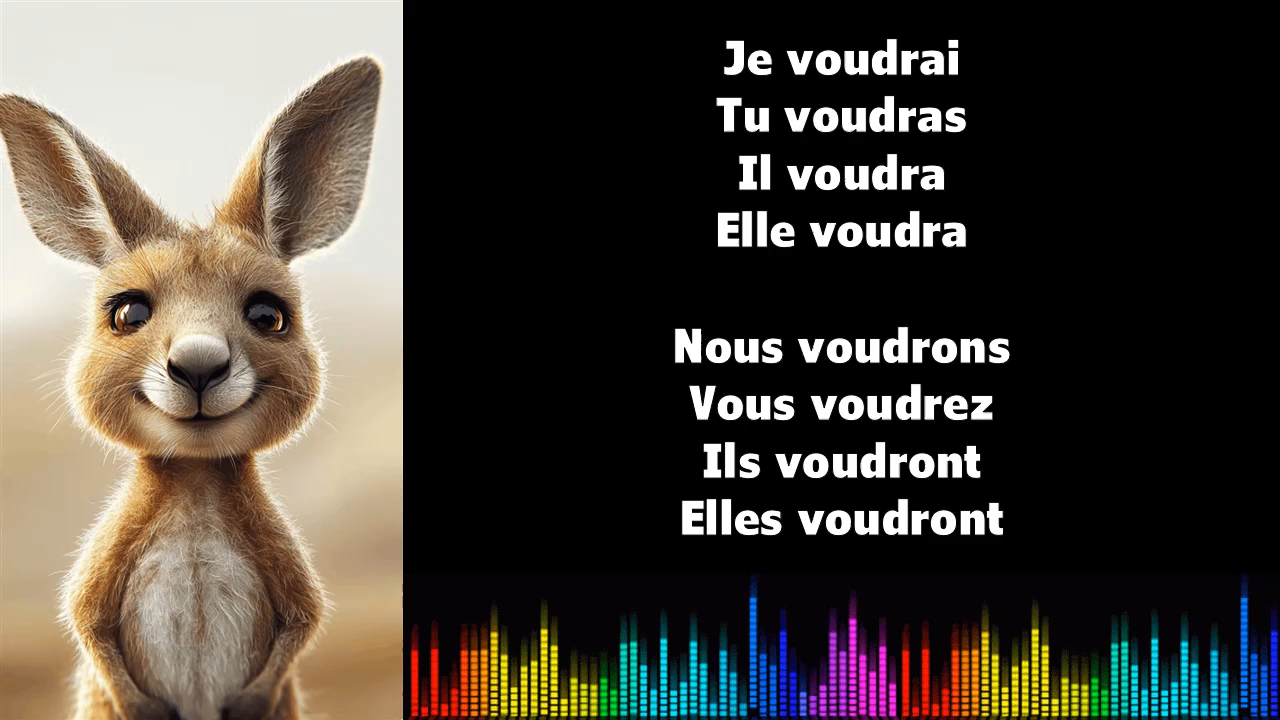 Je voudrai
Tu voudras
Il voudra
Elle voudra
Nous voudrons
Vous voudrez
Ils voudront
Elles voudront